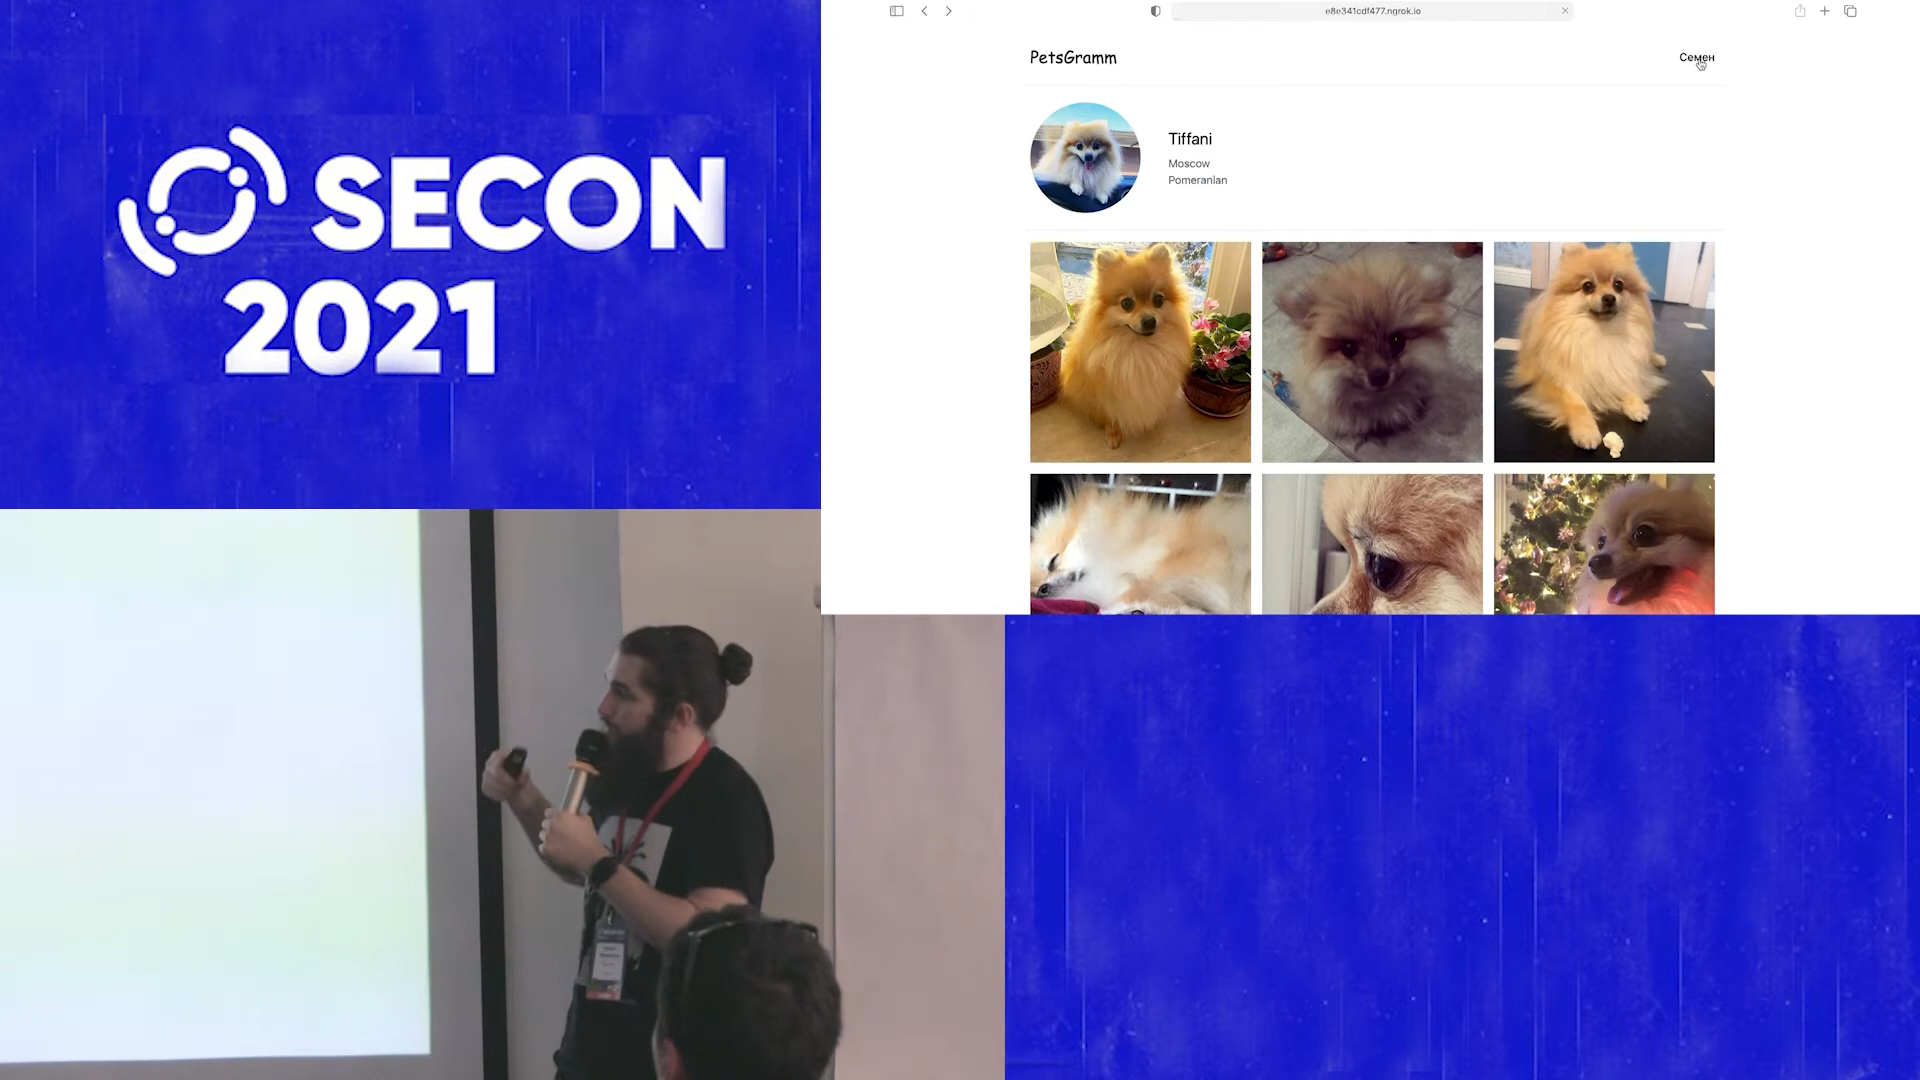 SECON
2021
e8e341cdf477.ngrok.io
PetsGramm
Семен
Tiffani
Moscow
Pomeranian